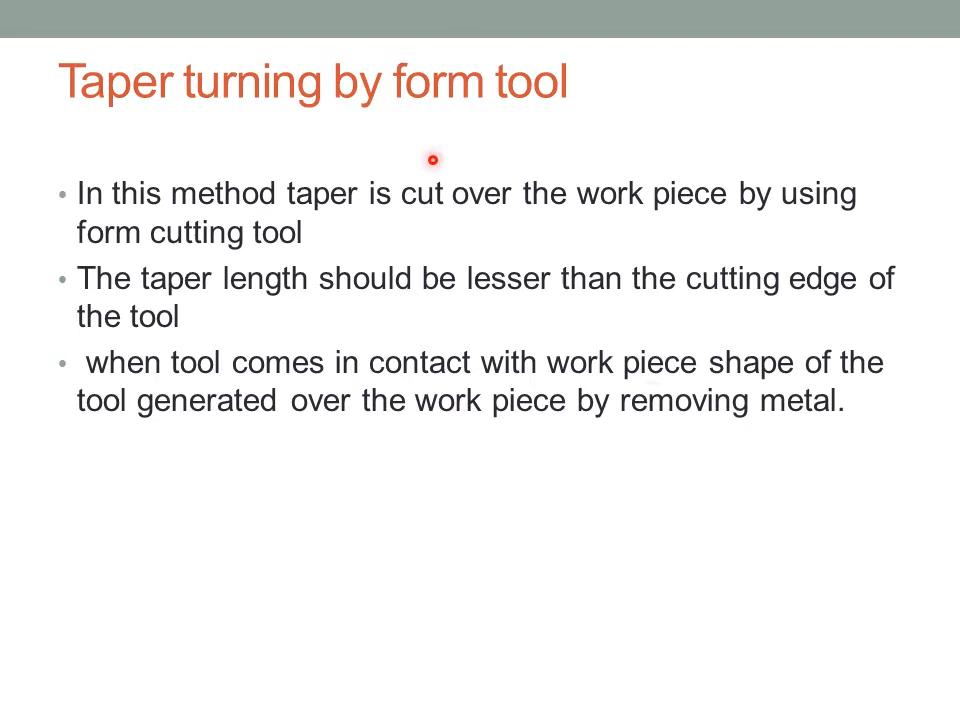 Taper turning by form tool
• In this method taper is cut over the work piece by using
form cutting tool
• The taper length should be lesser than the cutting edge of
the tool
• when tool comes in contact with work piece shape of the
tool generated over the work piece by removing metal.